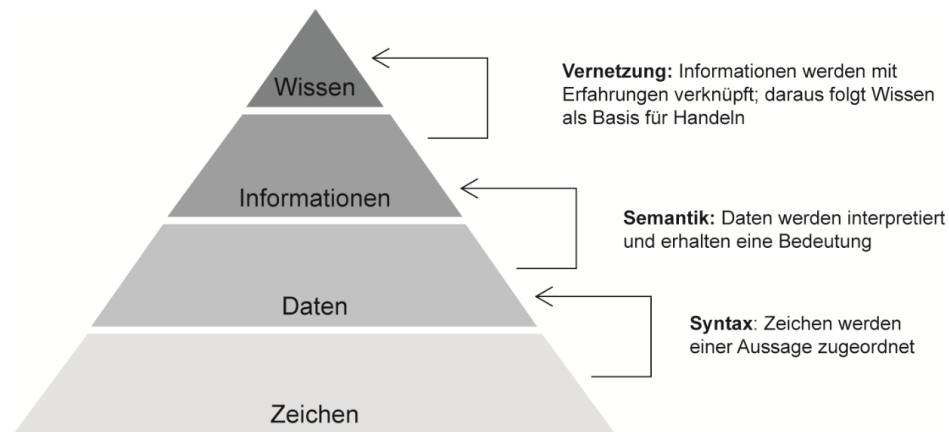 Wissen
Vernetzung: Informationen werden mit
Erfahrungen verknüpft; daraus folgt Wissen
als Basis für Handeln
Informationen
Semantik: Daten werden interpretiert
und erhalten eine Bedeutung
Daten
Syntax: Zeichen werden
einer Aussage zugeordnet
Zeichen